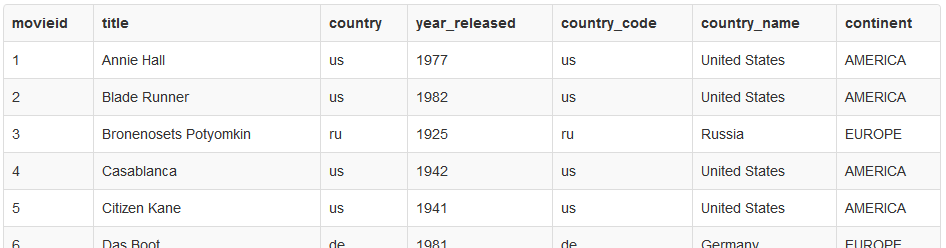 movieid title country year_released country_code country_name continent
1 Annie Hall us 1977 us United States AMERICA
2 Blade Runner us 1982 us United States AMERICA
3 Bronenosets Potyomkin ru 1925 ru Russia EUROPE
4 Casablanca us 1942 us United States AMERICA
5 Citizen Kane us 1941 us United States AMERICA
6 Das Boot de 1981 de Germany EUROPE